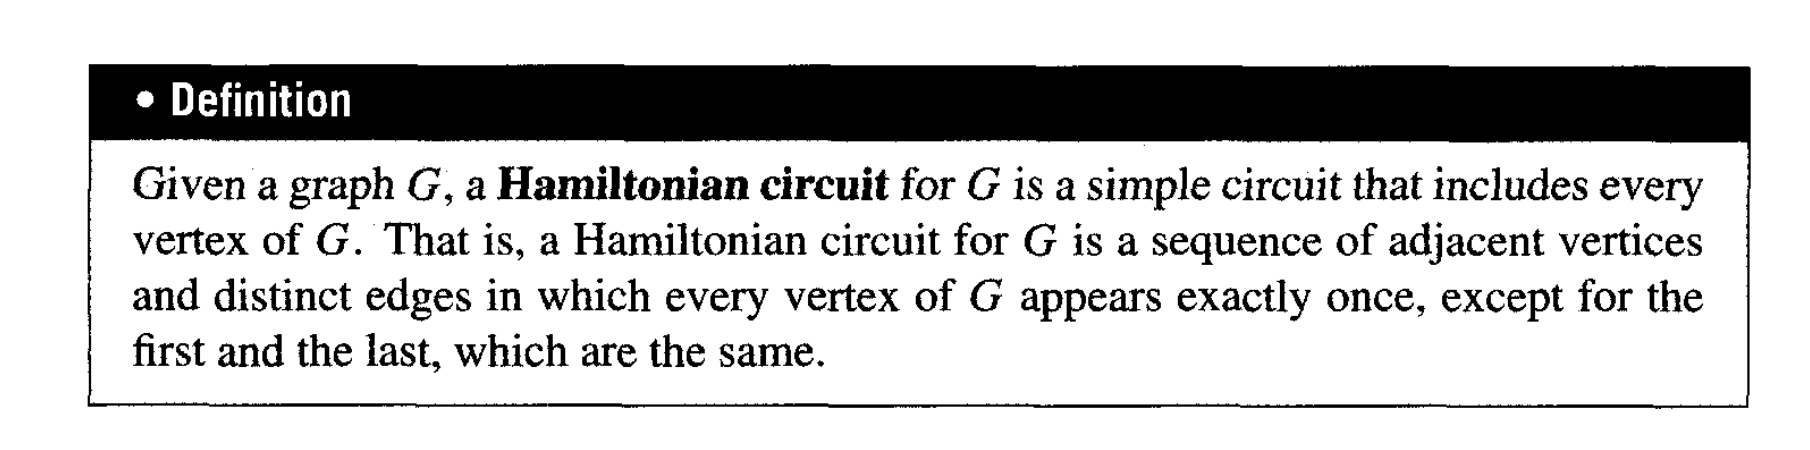 • Definition
Given a graph G, a Hamiltonian circuit for G is a simple circuit that includes every
vertex of G. That is, a Hamiltonian circuit for G is a sequence of adjacent vertices
and distinct edges in which every vertex of G appears exactly once, except for the
first and the last, which are the same.